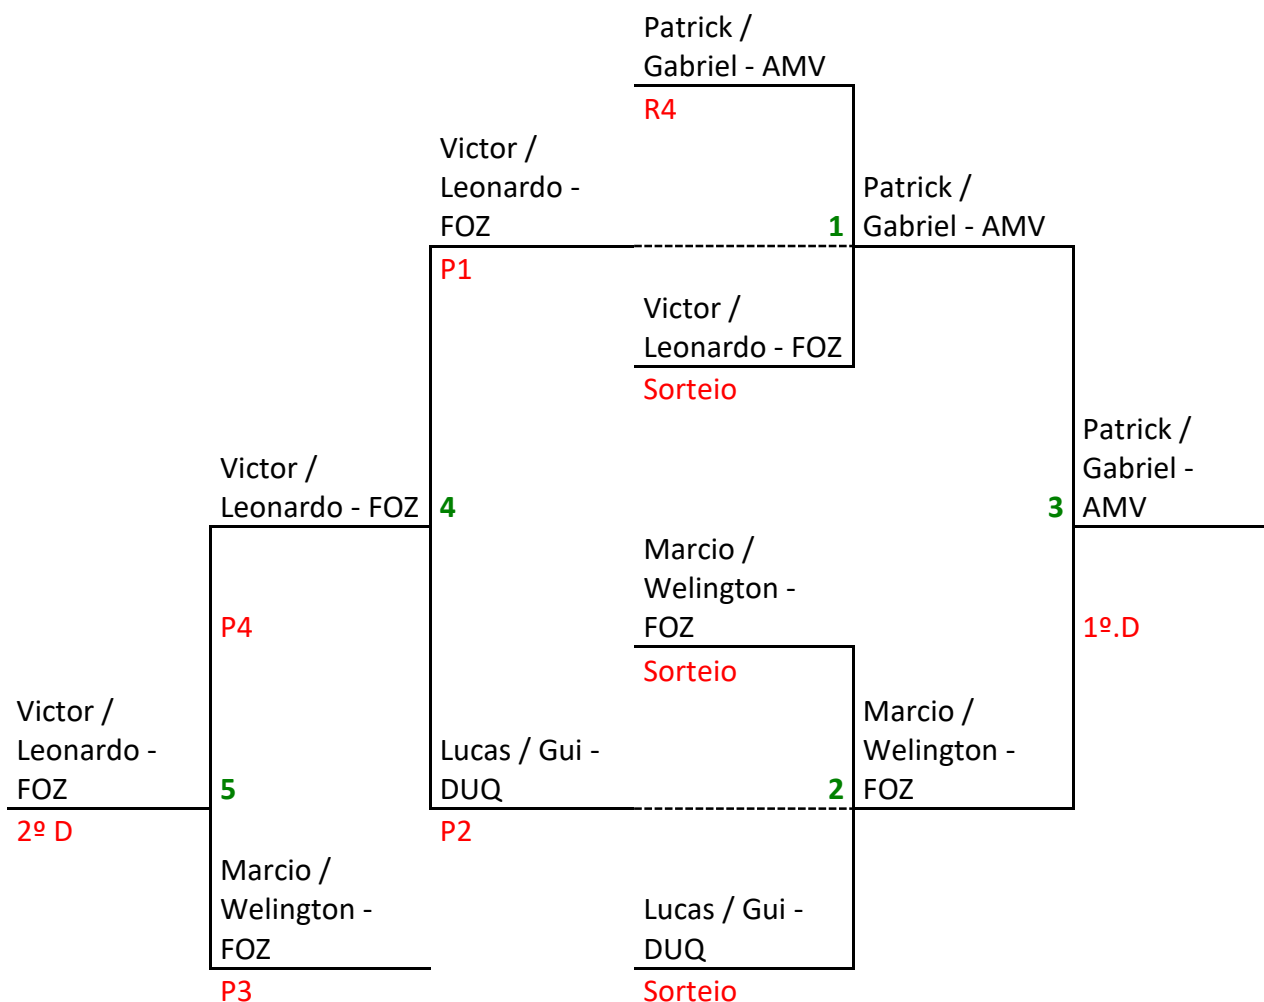 Patrick /
Gabriel - AMV
R4
Victor /
Leonardo -
FOZ
P1
1
Patrick /
Gabriel - AMV
Victor /
Leonardo - FOZ
Sorteio
Victor /
Leonardo - FOZ
4
P4
3
Patrick /
Gabriel -
AMV
1º.D
Marcio /
Welington -
FOZ
Sorteio
Victor /
Leonardo -
FOZ
2º D
5
Lucas / Gui -
DUQ
P2
2
Marcio /
Welington -
FOZ
Marcio /
Welington -
FOZ
P3
Lucas / Gui -
DUQ
Sorteio